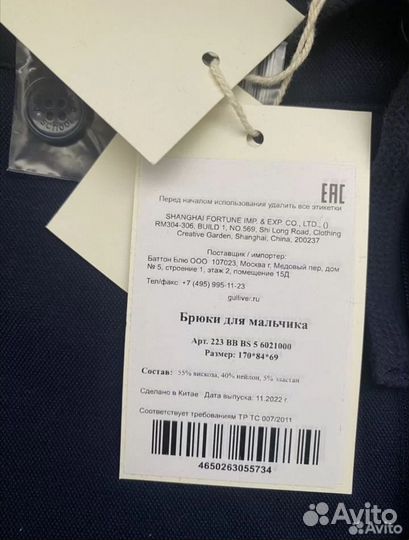 SCHOOL
EAC
Перед началом использования удалить все этикетки
SHANGHAI FORTUNE IMP. & EXP. CO., LTD., ()
RM304-306, BUILD 1, NO.569, Shi Long Road, Clothing
Creative Garden, Shanghai, China, 200237
Поставщик / импортер:
Баттон Блю ООО 107023, Москва г, Медовый пер, дом
№ 5, строение 1, этаж 2, помещение 15Д
Тел/факс +7 (495) 995-11-23
gulliver.ru
Брюки для мальчика
Арт. 223 BB BS 5 6021000
Размер: 170*84*69
Состав: 55% вискоза, 40% нейлон, 5% эластан
Сделано в Китае Дата выпуска: 11.2022 г.
Соответствует требованиям ТР ТС 007/2011
4650263055734
Avito
Avito